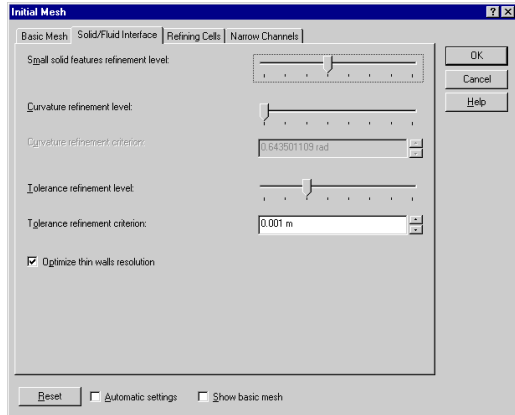 Initial Mesh
Basic Mesh Solid/Fluid Interface Refining Cells Narrow Channels
Small solid features refinement level:
Curvature refinement level:
Curvature refinement criterion: 0.643501109 rad
Tolerance refinement level:
Tolerance refinement criterion: 0.001 m
Optimize thin walls resolution
OK
Cancel
Help
Reset Automatic settings Show basic mesh